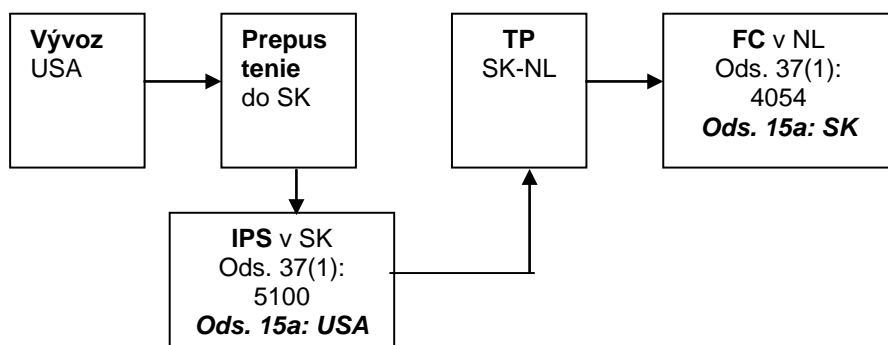 Vývoz
USA
Prepus
tenie
do SK
TP
SK-NL
FC v NL
Ods. 37(1):
4054
Ods. 15a: SK
IPS v SK
Ods. 37(1):
5100
Ods. 15a: USA